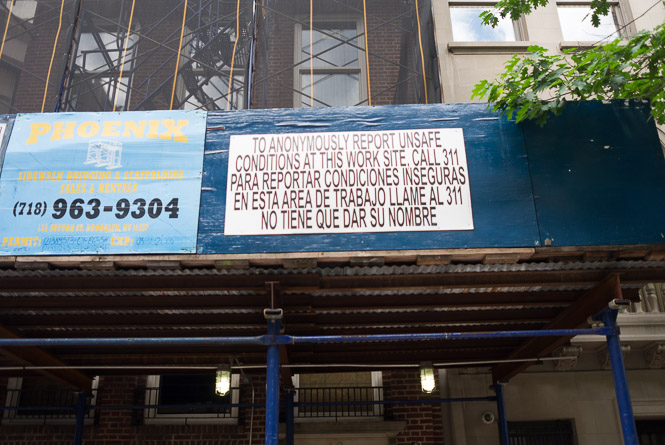 PHOENIX
SIDEWALK BRIDGING & SCAFFOLDING
SALES & RENTALS
(718) 963-9304
PERMIT# EXP.
TO ANONYMOUSLY REPORT UNSAFE
CONDITIONS AT THIS WORK SITE, CALL 311
PARA REPORTAR CONDICIONES INSEGURAS
EN ESTA AREA DE TRABAJO LLAME AL 311
NO TIENE QUE DAR SU NOMBRE